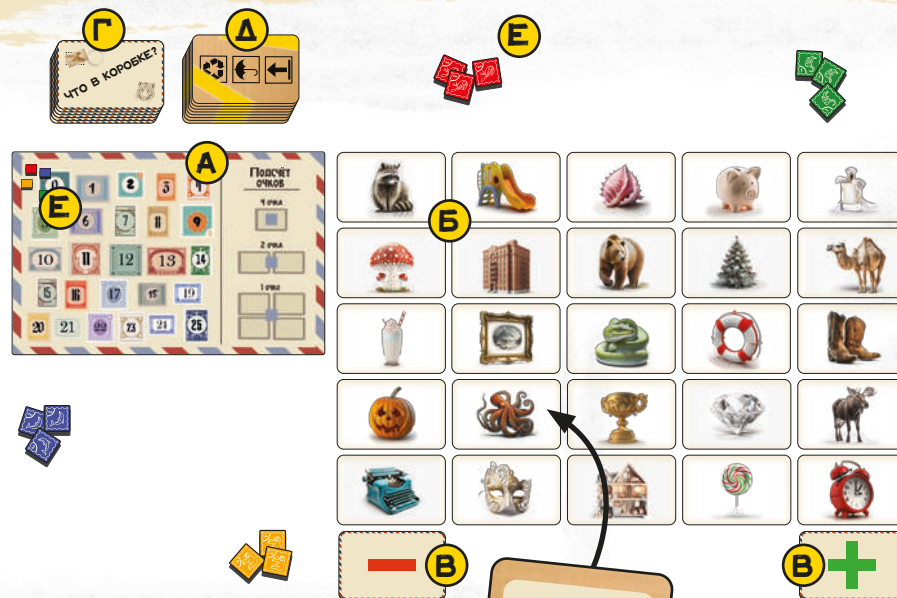 Г
Д
Е
ЧТО В КОРОБКЕ?
А
Е
1 2 3 4
Подсчёт
очков
4 очка
Б
6 7 8 9
2 очка
10 11 12 13 14
15 16 17 18 19
1 очко
20 21 22 23 24 25
В
В